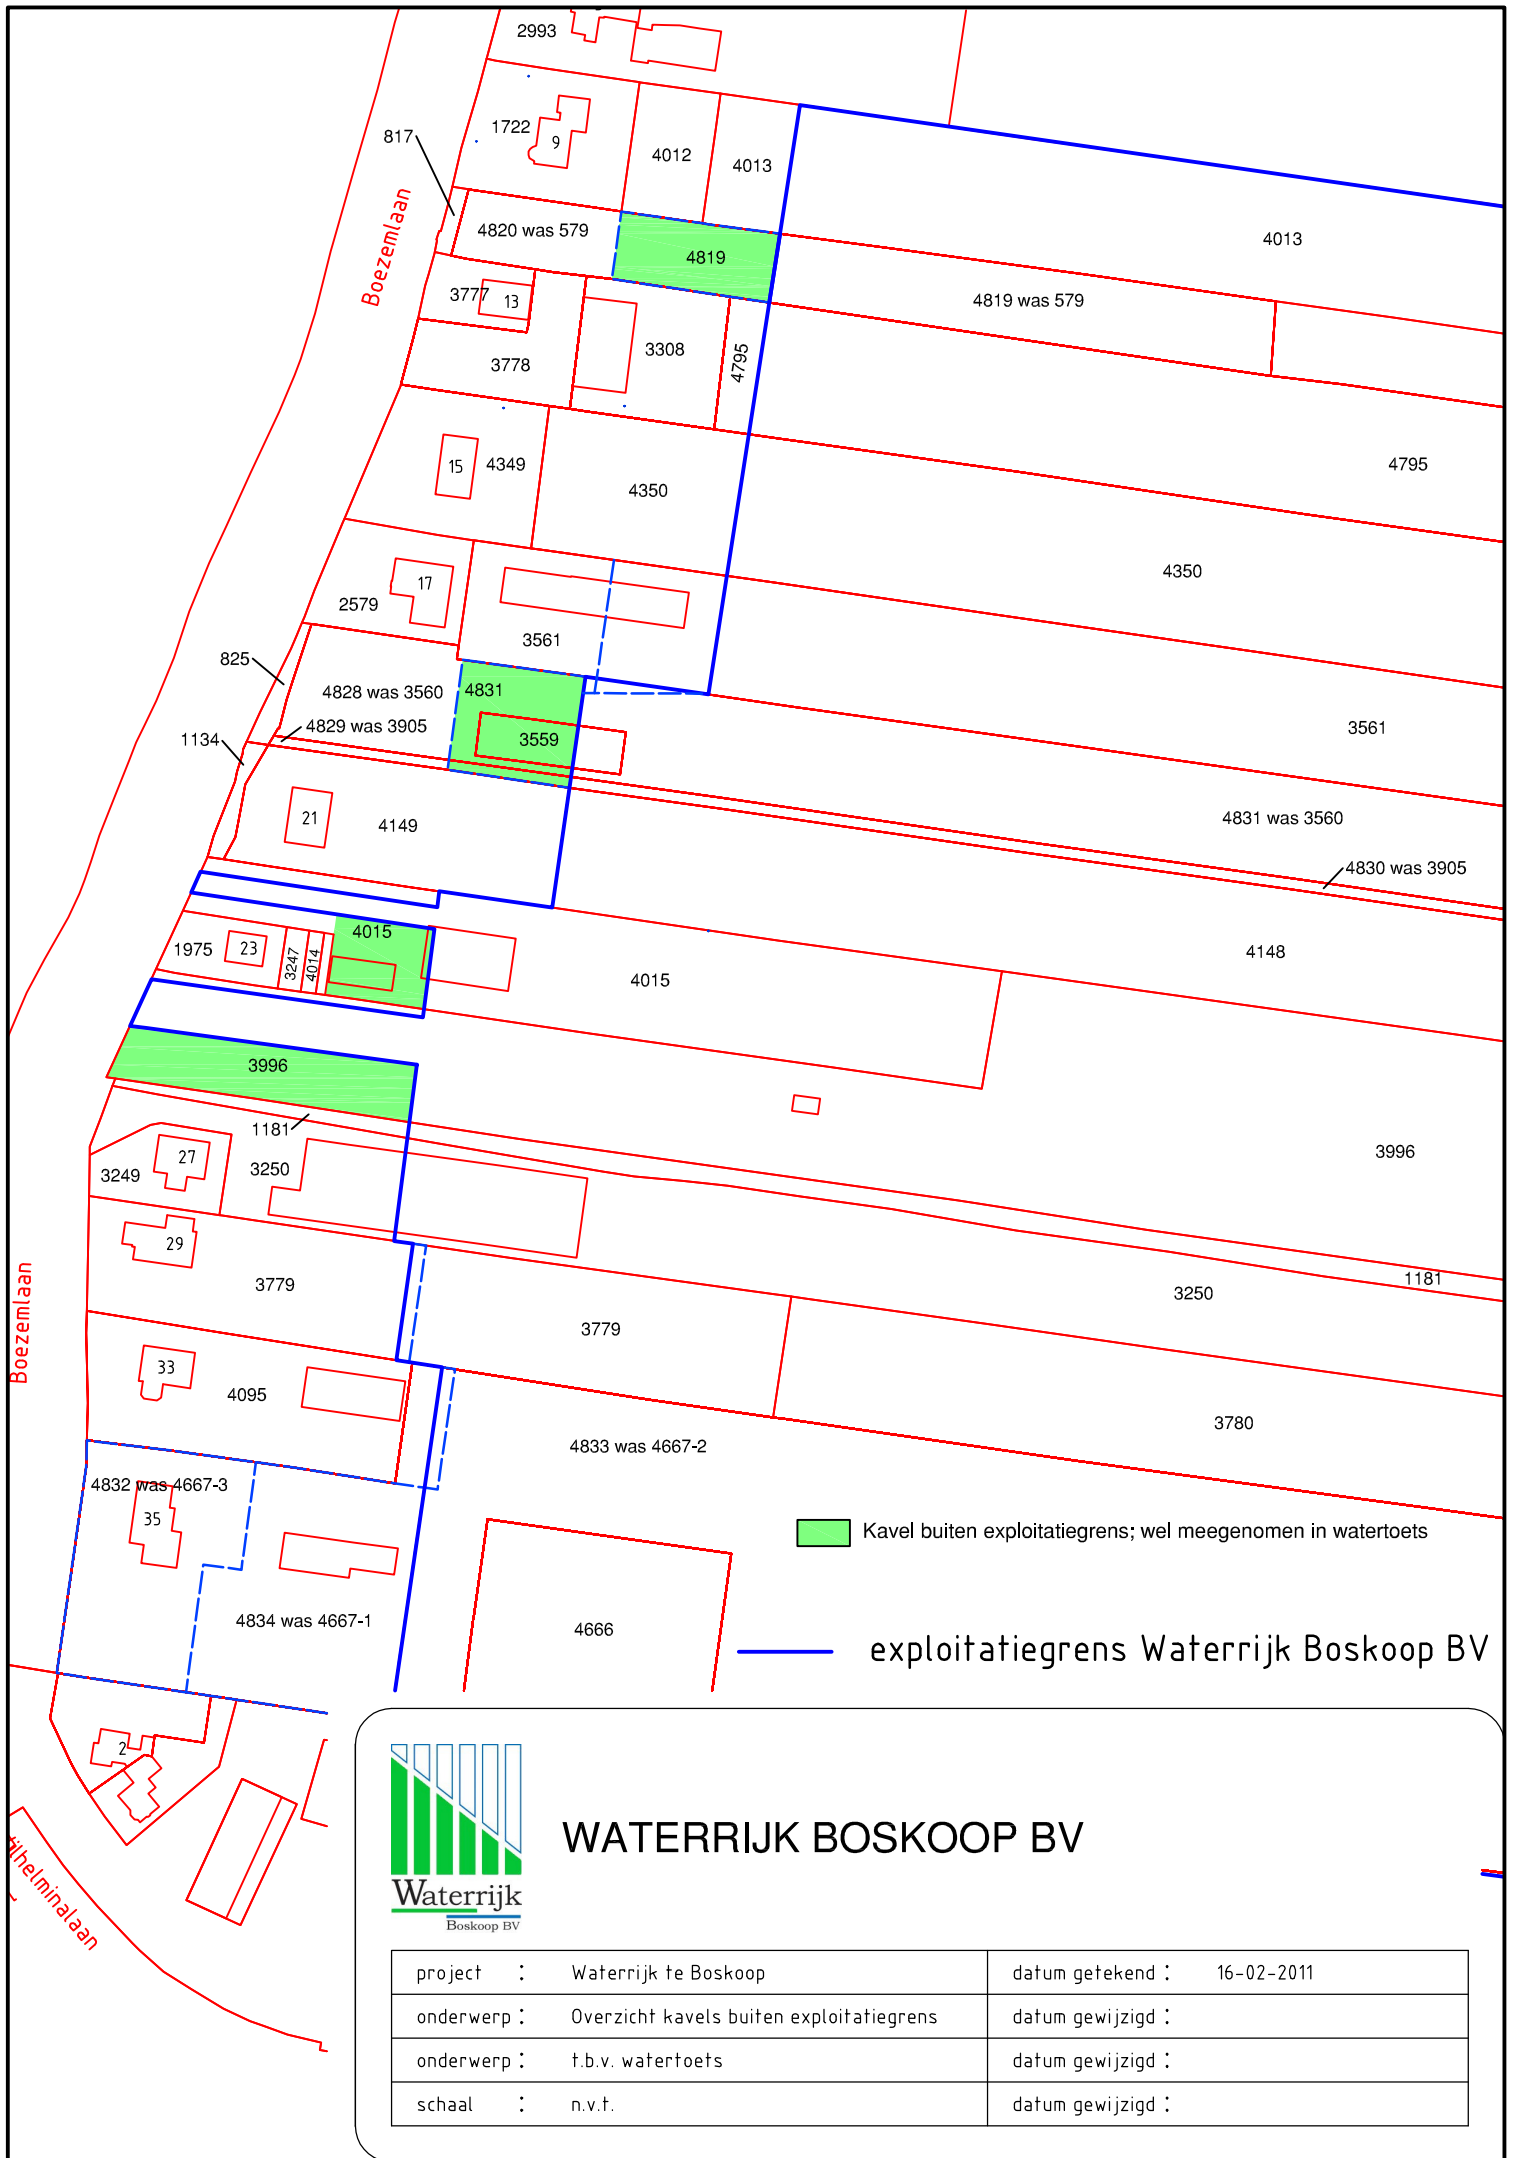 2993
1722
9
817
4012
4013
Boezemlaan
4820 was 579
4819
4013
3777
13
4819 was 579
3778
3308
4795
4795
15
4349
4350
4350
17
2579
3561
825
4828 was 3560
4831
3561
4829 was 3905
1134
3559
4831 was 3560
21
4149
4830 was 3905
4015
1975
23
3247
4014
4015
4148
3996
1181
3996
27
3249
3250
29
3779
1181
3250
Boezemlaan
3779
33
4095
3780
4833 was 4667-2
4832 was 4667-3
35
Kavel buiten exploitatiegrens; wel meegenomen in watertoets
4834 was 4667-1
4666
exploitatiegrens Waterrijk Boskoop BV
2
WATERRIJK BOSKOOP BV
Waterrijk
Boskoop BV
project : Waterrijk te Boskoop datum getekend : 16-02-2011
onderwerp : Overzicht kavels buiten exploitatiegrens datum gewijzigd :
onderwerp : t.b.v. watertoets datum gewijzigd :
schaal : n.v.t. datum gewijzigd :